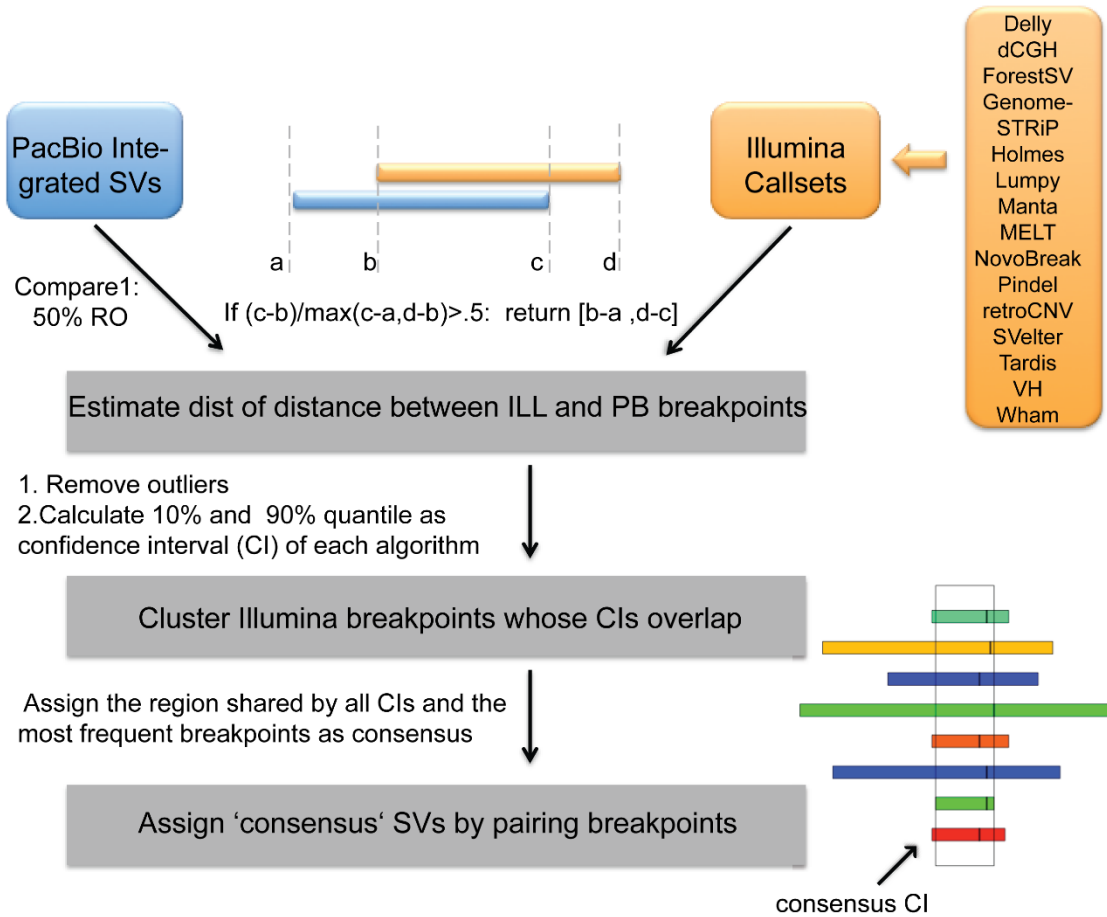 PacBio Inte-
grated SVs
Illumina
Callsets
Delly
dCGH
ForestSV
Genome-
STRiP
Holmes
Lumpy
Manta
MELT
NovoBreak
Pindel
retroCNV
SVelter
Tardis
VH
Wham
a
b
c
d
Compare1:
50% RO
If (c-b)/max(c-a,d-b)>.5: return [b-a ,d-c]
Estimate dist of distance between ILL and PB breakpoints
1. Remove outliers
2.Calculate 10% and 90% quantile as
confidence interval (CI) of each algorithm
Cluster Illumina breakpoints whose CIs overlap
Assign the region shared by all CIs and the
most frequent breakpoints as consensus
Assign ‘consensus‘ SVs by pairing breakpoints
consensus CI